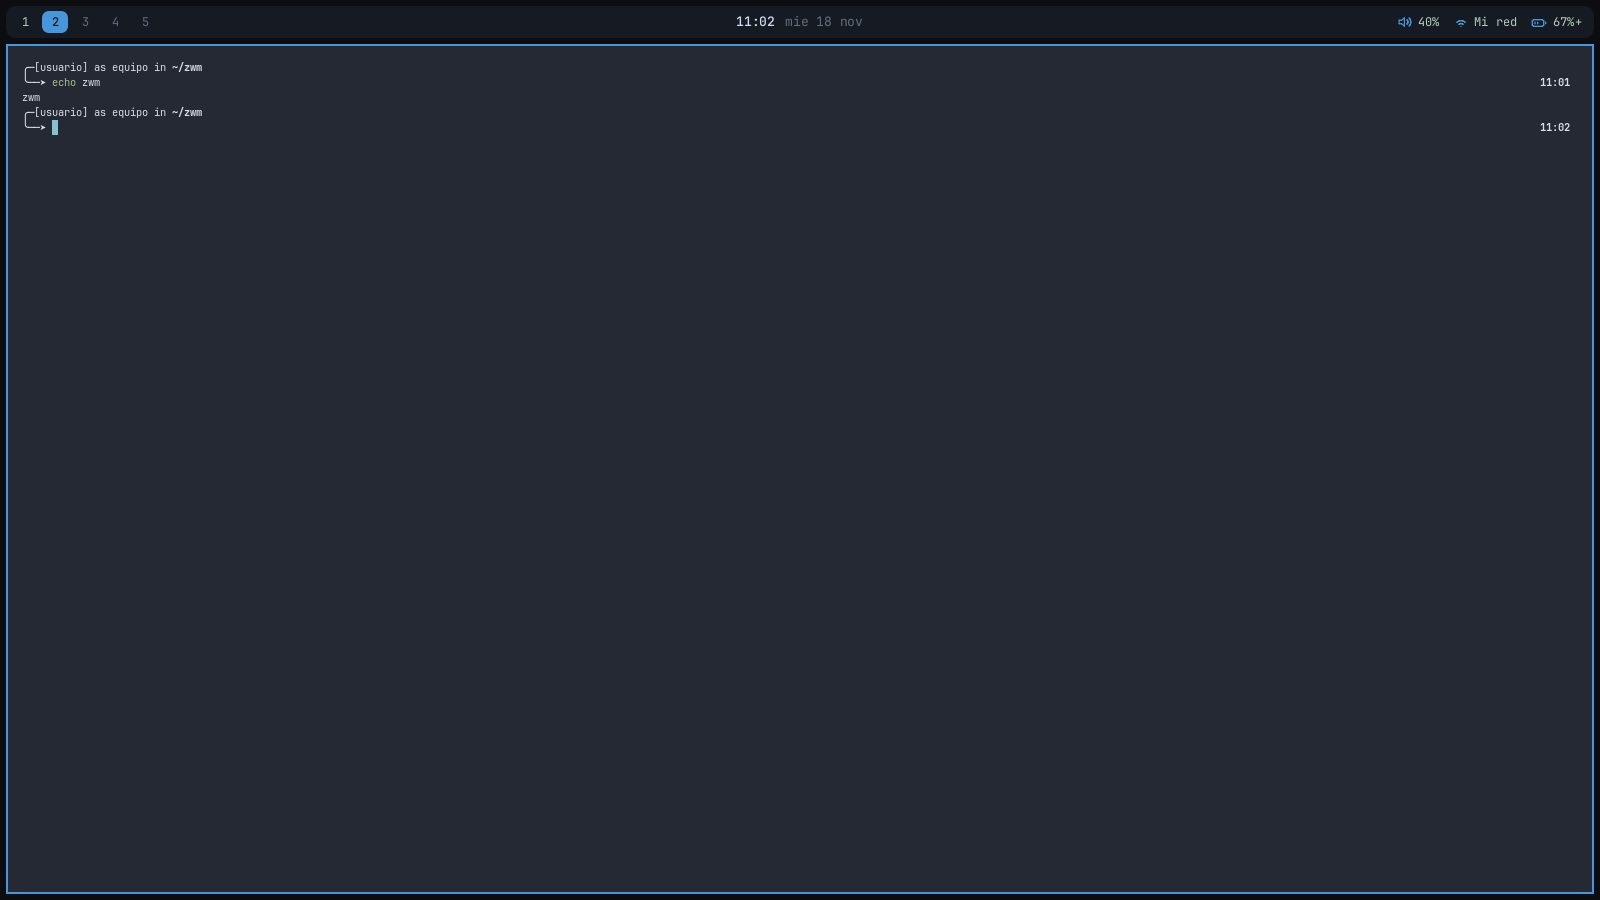 1 2 3 4 5 11:02 mie 18 nov 40% Mi red 67%+
╭─[usuario] as equipo in ~/zwm
╰──➤ echo zwm 11:01
zwm
╭─[usuario] as equipo in ~/zwm
╰──➤ 11:02